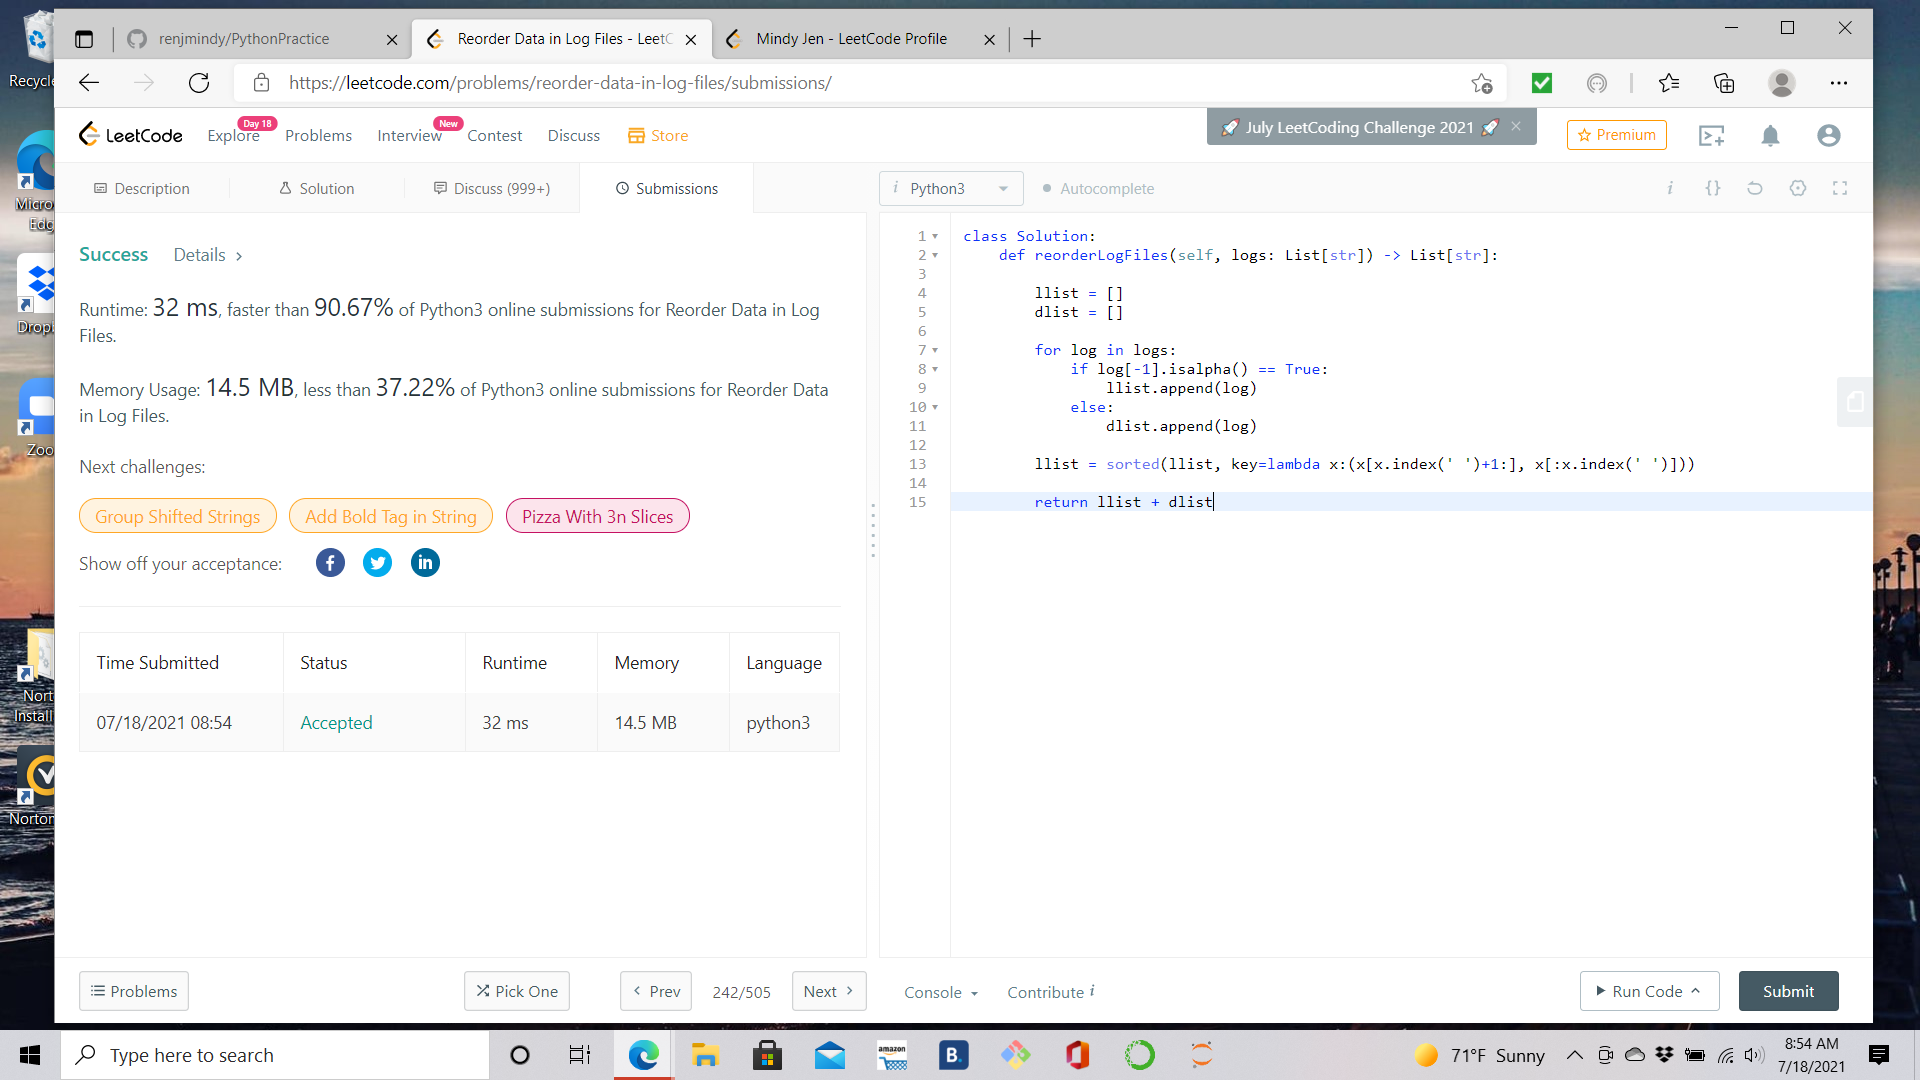 Recycle
renjmindy/PythonPractice
Reorder Data in Log Files - LeetC
Mindy Jen - LeetCode Profile
https://leetcode.com/problems/reorder-data-in-log-files/submissions/
LeetCode
Explore
Day 18
Problems
Interview
New
Contest
Discuss
Store
🚀 July LeetCoding Challenge 2021 🚀
Premium
Description
Solution
Discuss (999+)
Submissions
i Python3
Autocomplete
i
{}
Micro
Edg
Drop
Zoo
Nort
Install
Norton
Success
Details >
Runtime: 32 ms, faster than 90.67% of Python3 online submissions for Reorder Data in Log
Files.
Memory Usage: 14.5 MB, less than 37.22% of Python3 online submissions for Reorder Data
in Log Files.
Next challenges:
Group Shifted Strings
Add Bold Tag in String
Pizza With 3n Slices
Show off your acceptance:
Time Submitted Status Runtime Memory Language
07/18/2021 08:54 Accepted 32 ms 14.5 MB python3
1 class Solution:
2     def reorderLogFiles(self, logs: List[str]) -> List[str]:
3
4         llist = []
5         dlist = []
6
7         for log in logs:
8             if log[-1].isalpha() == True:
9                 llist.append(log)
10             else:
11                 dlist.append(log)
12
13         llist = sorted(llist, key=lambda x:(x[x.index(' ')+1:], x[:x.index(' ')]))
14
15         return llist + dlist
Problems
Pick One
Prev
242/505
Next
Console
Contribute i
Run Code
Submit
Type here to search
amazon
B.
71°F Sunny
8:54 AM
7/18/2021